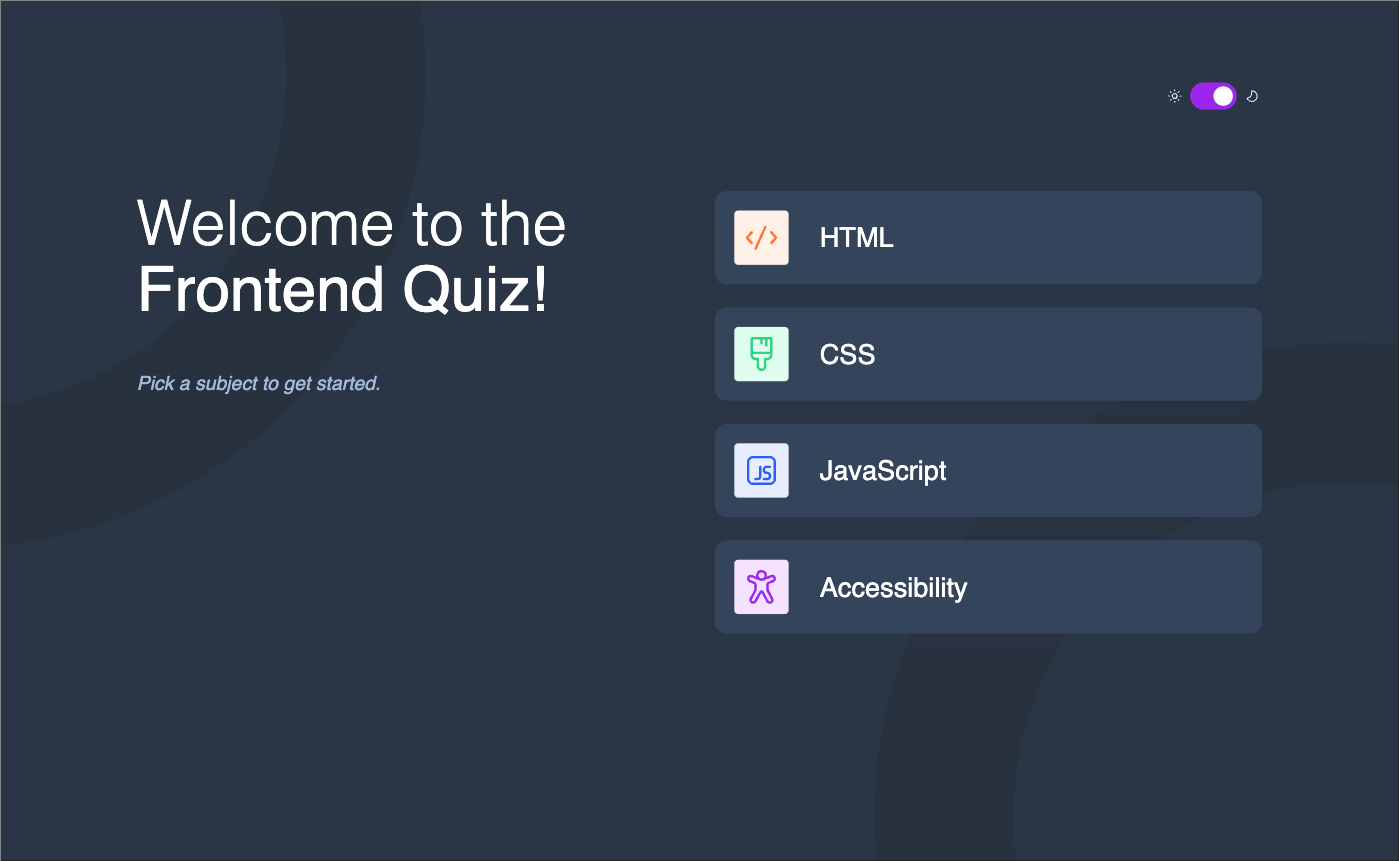 Welcome to the
Frontend Quiz!
Pick a subject to get started.
</> HTML
CSS
JS JavaScript
Accessibility